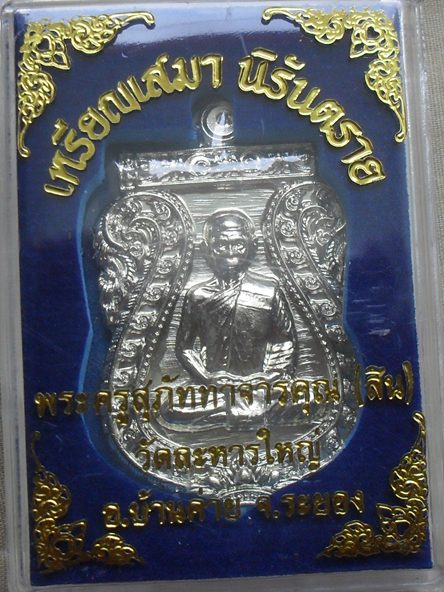 เหรียญเสมา นิรันตราย
พระครูสุภัททาจารคุณ (สิน)
วัดละหารใหญ่
อ.บ้านค่าย จ.ระยอง